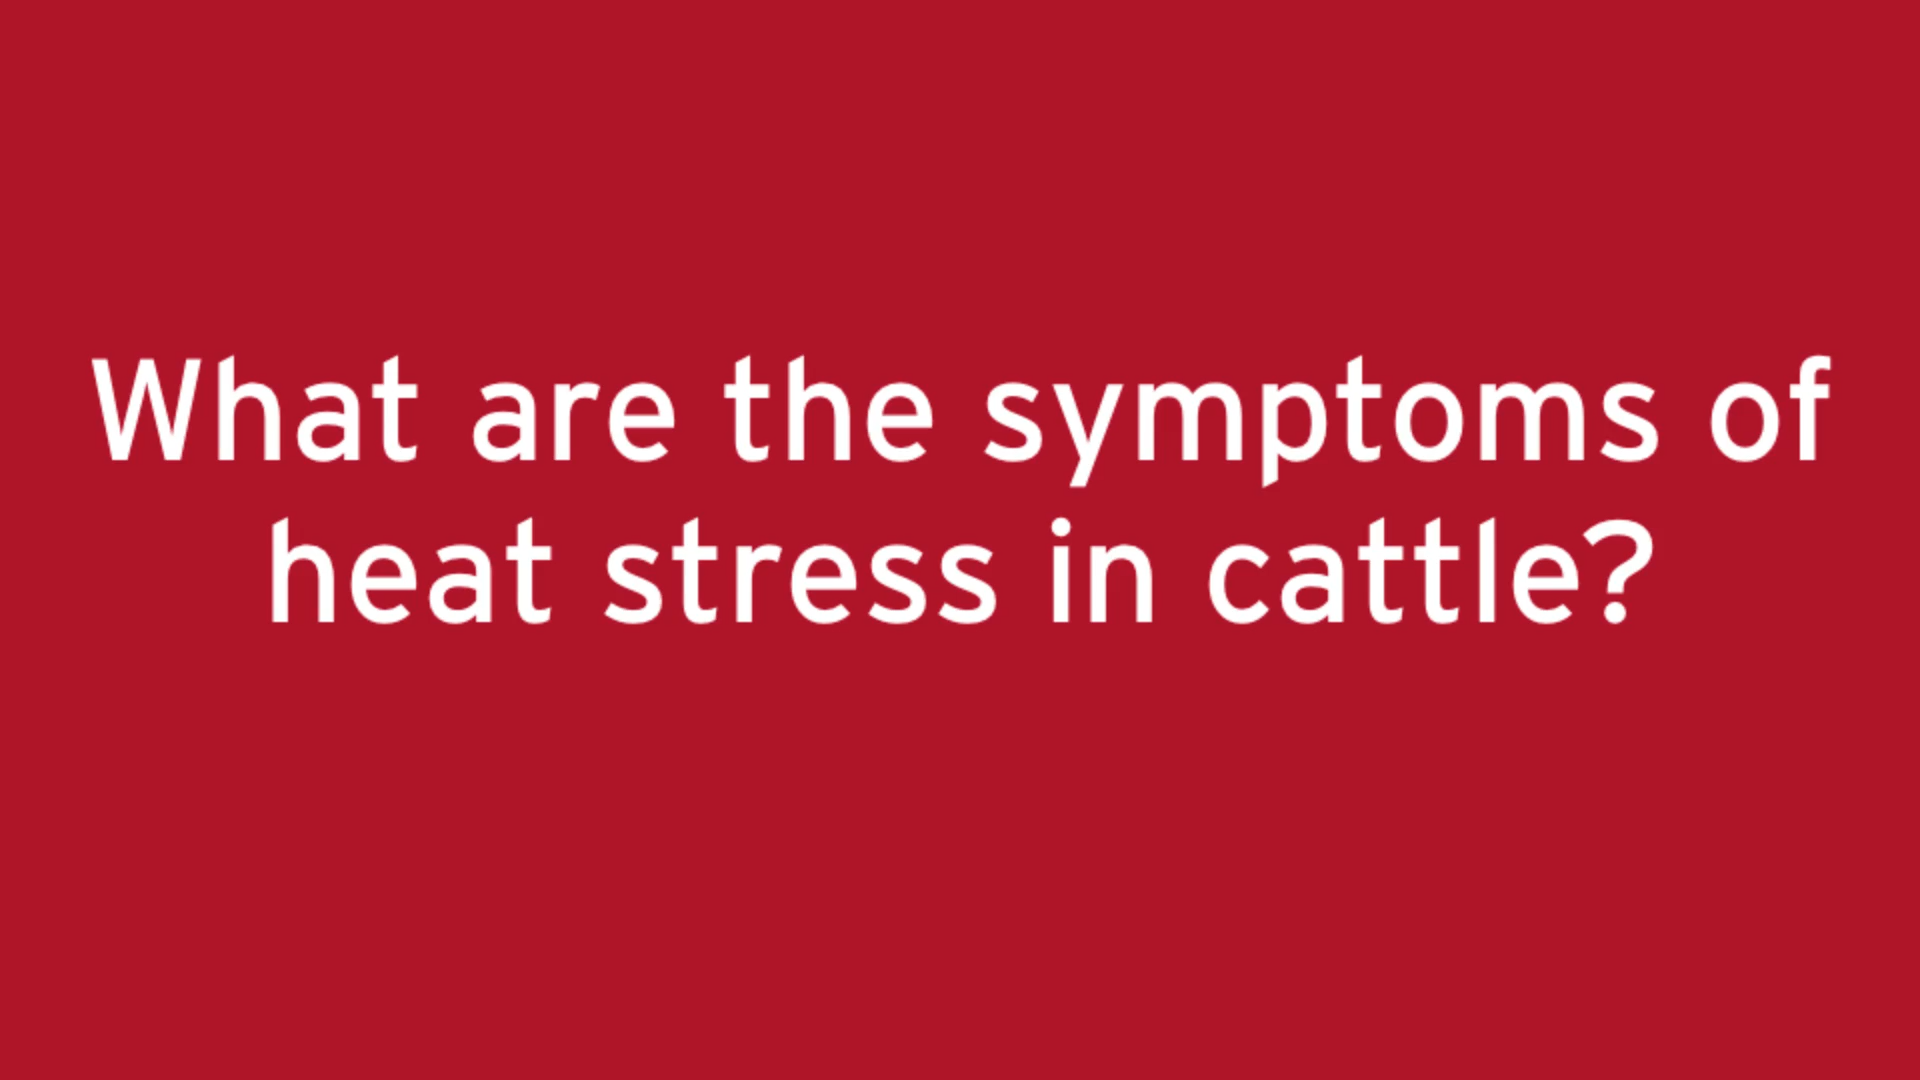 What are the symptoms of
heat stress in cattle?